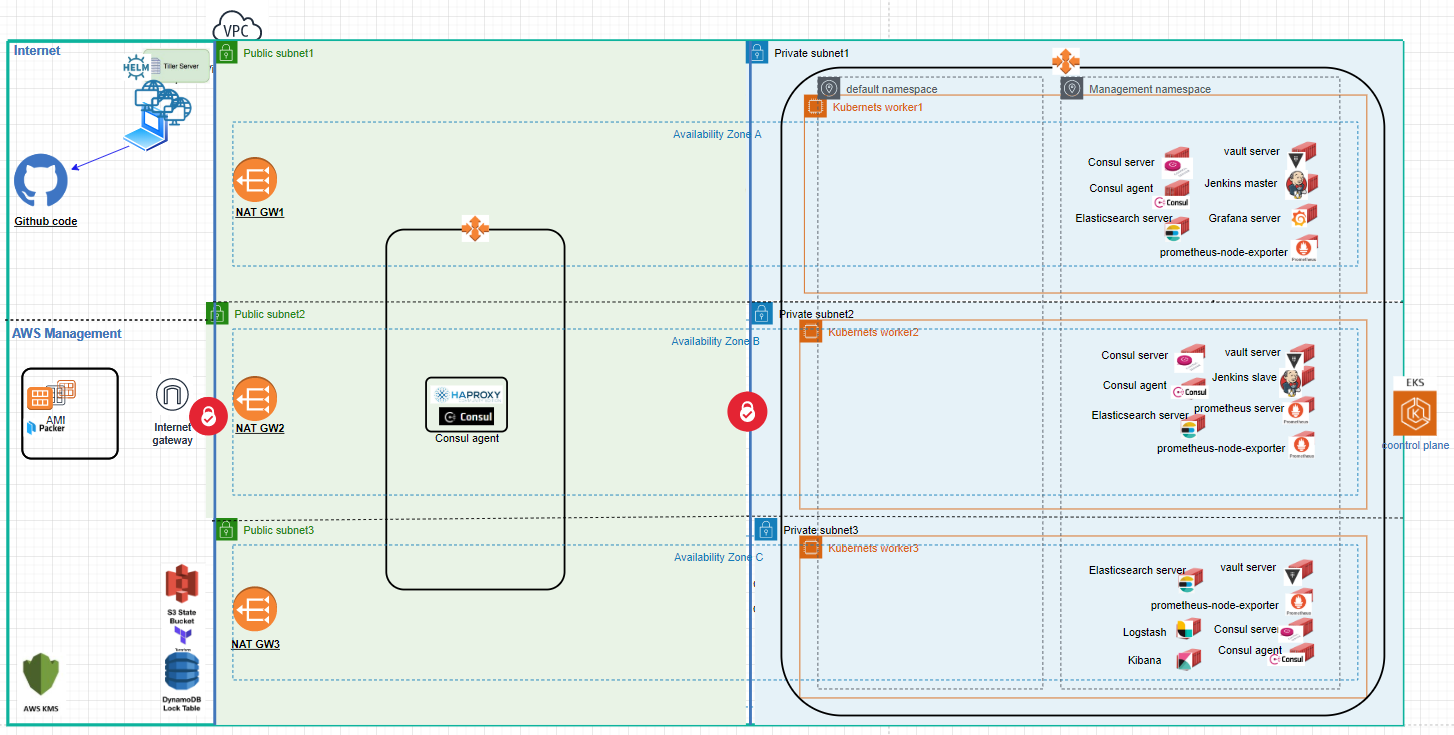 VPC
Internet
HELM
Tiller Server
Github code
AWS Management
AMI
Packer
Internet
gateway
S3 State
Bucket
DynamoDB
Lock Table
AWS KMS
Public subnet1
Availability Zone A
NAT GW1
Public subnet2
Availability Zone B
NAT GW2
HAPROXY
Consul
Consul agent
Public subnet3
Availability Zone C
NAT GW3
Private subnet1
default namespace
Management namespace
Kubernets worker1
Consul server
vault server
Consul agent
Consul
Jenkins master
Elasticsearch server
Grafana server
prometheus-node-exporter
Prometheus
Private subnet2
Kubernets worker2
Consul server
vault server
Consul agent
Consul
Jenkins slave
Elasticsearch server
prometheus server
Prometheus
prometheus-node-exporter
Prometheus
Private subnet3
Kubernets worker3
Elasticsearch server
vault server
prometheus-node-exporter
Prometheus
Logstash
Consul server
Kibana
Consul agent
Consul
EKS
coontrol plane